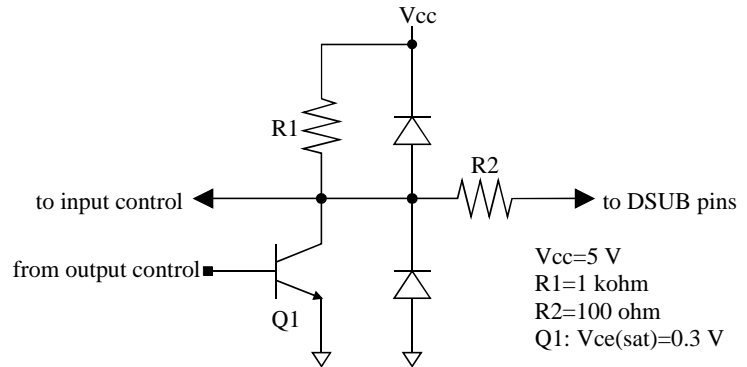 Vcc
R1
R2
to input control
to DSUB pins
from output control
Q1
Vcc=5 V
R1=1 kohm
R2=100 ohm
Q1: Vce(sat)=0.3 V